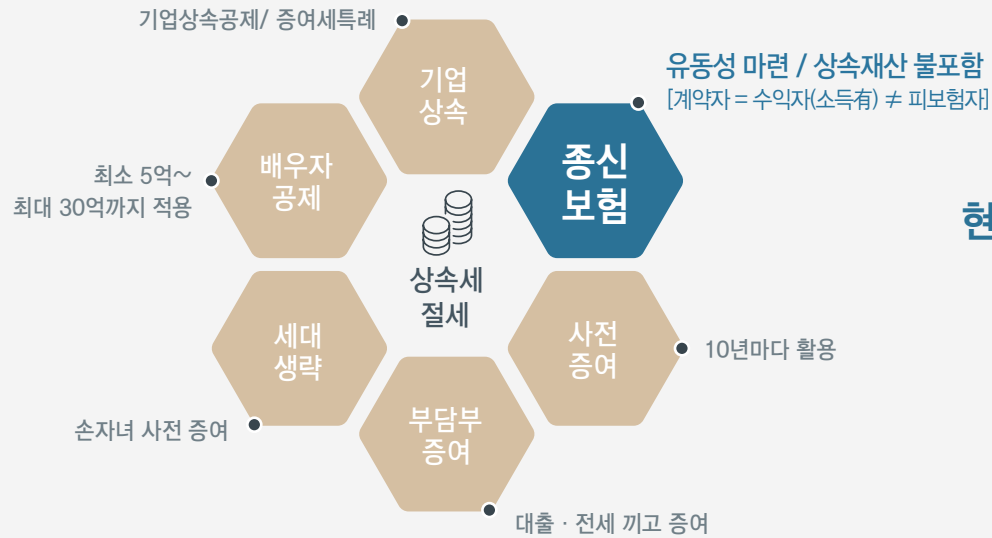 기업상속공제/ 증여세특례
기업
상속
유동성 마련 / 상속재산 불포함
[계약자 = 수익자(소득有) ≠ 피보험자]
종신
보험
배우자
공제
최소 5억~
최대 30억까지 적용
현
상속세
절세
세대
생략
사전
증여
10년마다 활용
부담부
증여
손자녀 사전 증여
대출 · 전세 끼고 증여